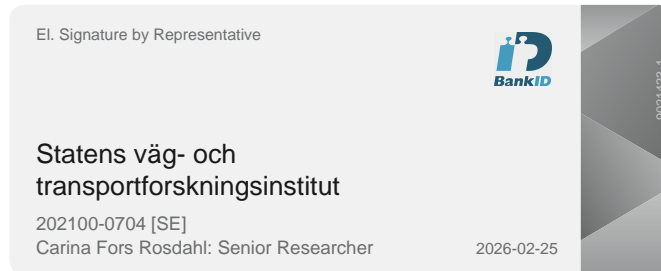 El. Signature by Representative
BankID
Statens väg- och
transportforskningsinstitut
202100-0704 [SE]
Carina Fors Rosdahl: Senior Researcher
2026-02-25